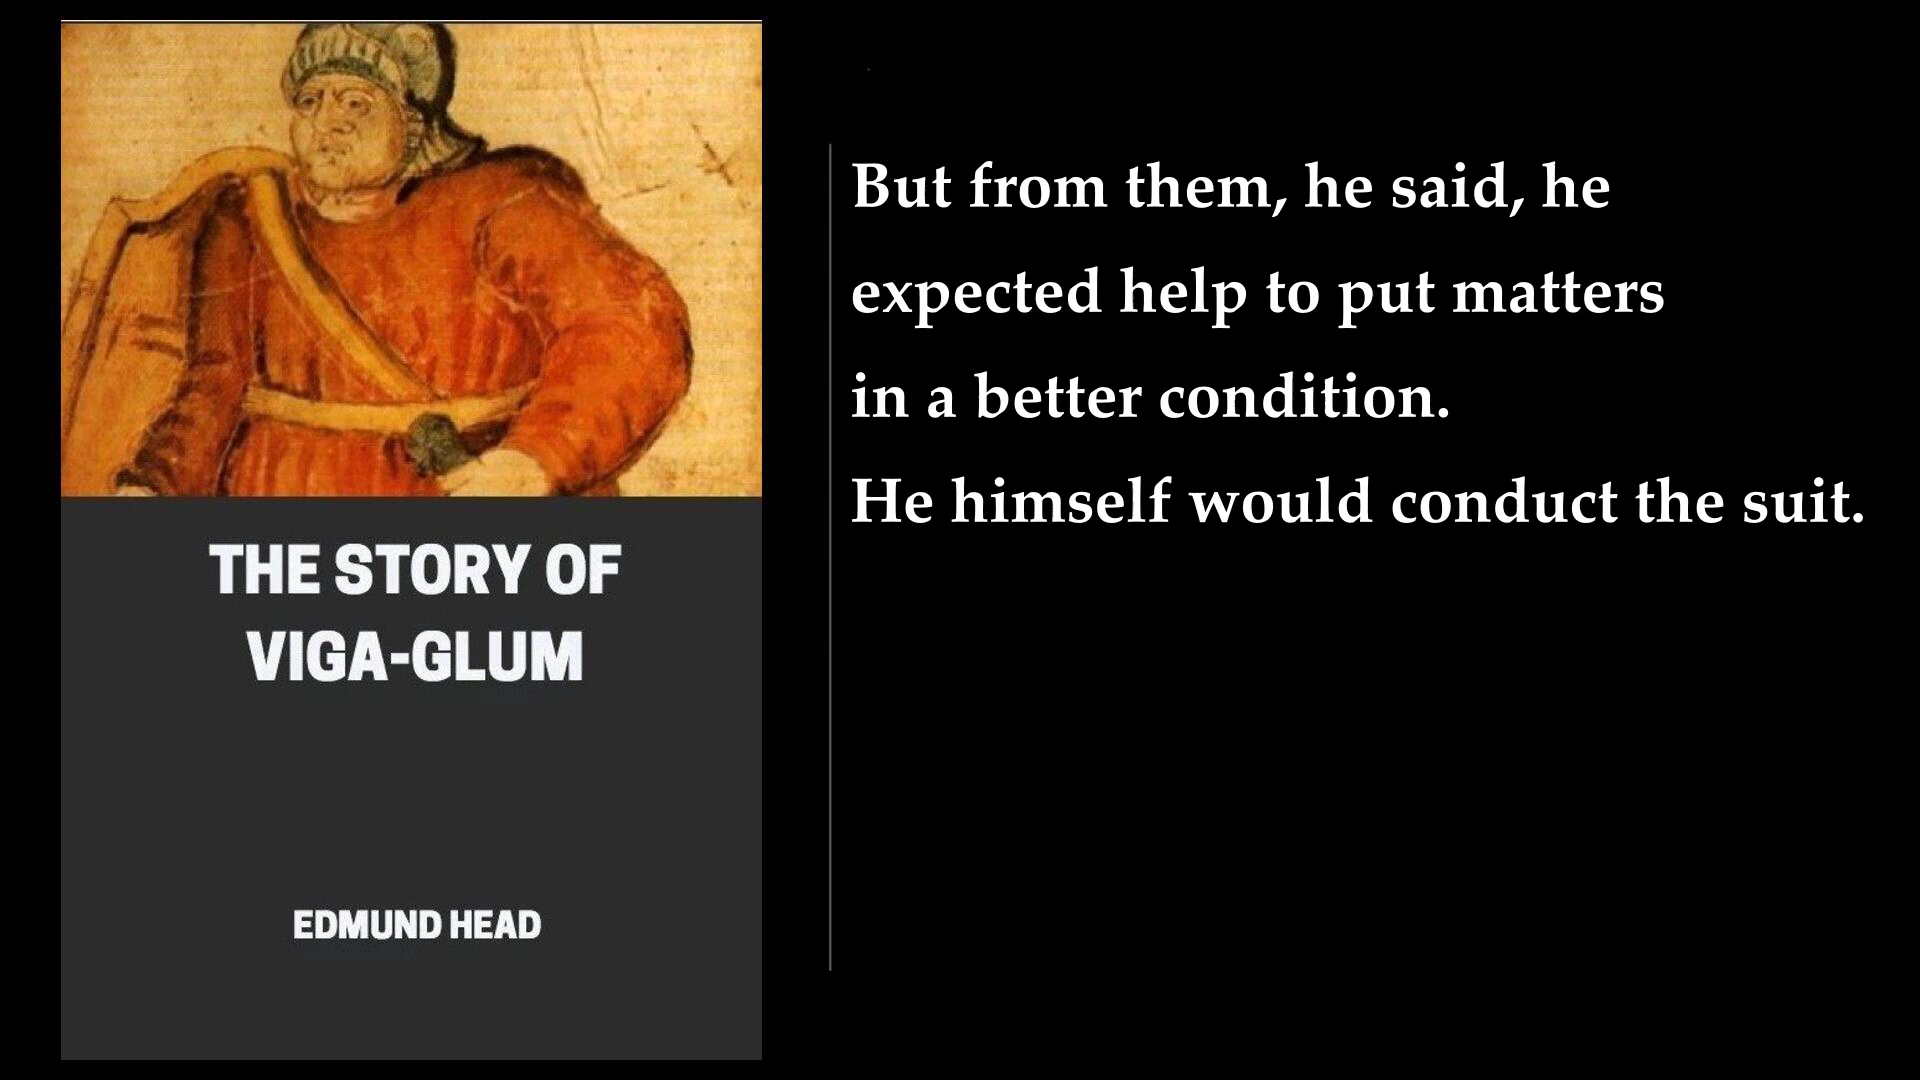 THE STORY OF
VIGA-GLUM
EDMUND HEAD
But from them, he said, he
expected help to put matters
in a better condition.
He himself would conduct the suit.